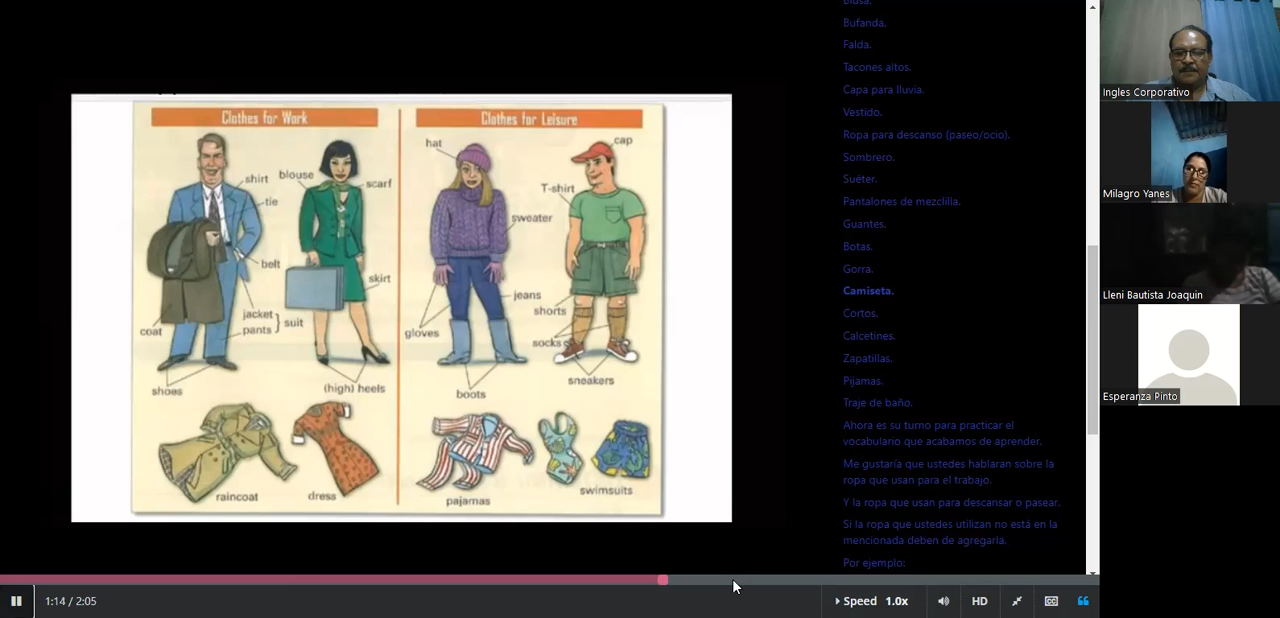 Clothes for Work
Clothes for Leisure
shirt
tie
belt
jacket
pants
suit
coat
shoes
blouse
scarf
skirt
(high) heels
raincoat
dress
hat
sweater
jeans
gloves
boots
cap
T-shirt
shorts
socks
sneakers
pajamas
swimsuits
Blusa.
Bufanda.
Falda.
Tacones altos.
Capa para lluvia.
Vestido.
Ropa para descanso (paseo/ocio).
Sombrero.
Suéter.
Pantalones de mezclilla.
Guantes.
Botas.
Gorra.
Camiseta.
Cortos.
Calcetines.
Zapatillas.
Pijamas.
Traje de baño.
Ahora es su turno para practicar el
vocabulario que acabamos de aprender.
Me gustaría que ustedes hablaran sobre la
ropa que usan para el trabajo.
Y la ropa que usan para descansar o pasear.
Si la ropa que ustedes utilizan no está en la
mencionada deben de agregarla.
Por ejemplo:
Ingles Corporativo
Milagro Yanes
Lleni Bautista Joaquin
Esperanza Pinto
1:14 / 2:05
Speed 1.0x
HD
CC